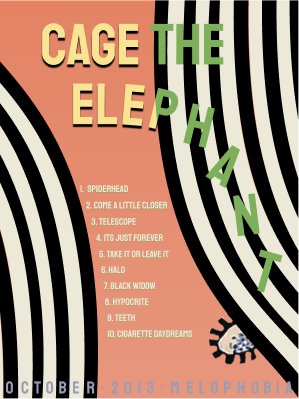 CAGE THE
ELEPHANT
1. SPIDERHEAD
2. COME A LITTLE CLOSER
3. TELESCOPE
4. ITS JUST FOREVER
5. TAKE IT OR LEAVE IT
6. HALO
7. BLACK WIDOW
8. HYPOCRITE
9. TEETH
10. CIGARETTE DAYDREAMS
OCTOBER · 2013 · MELOPHOBIA